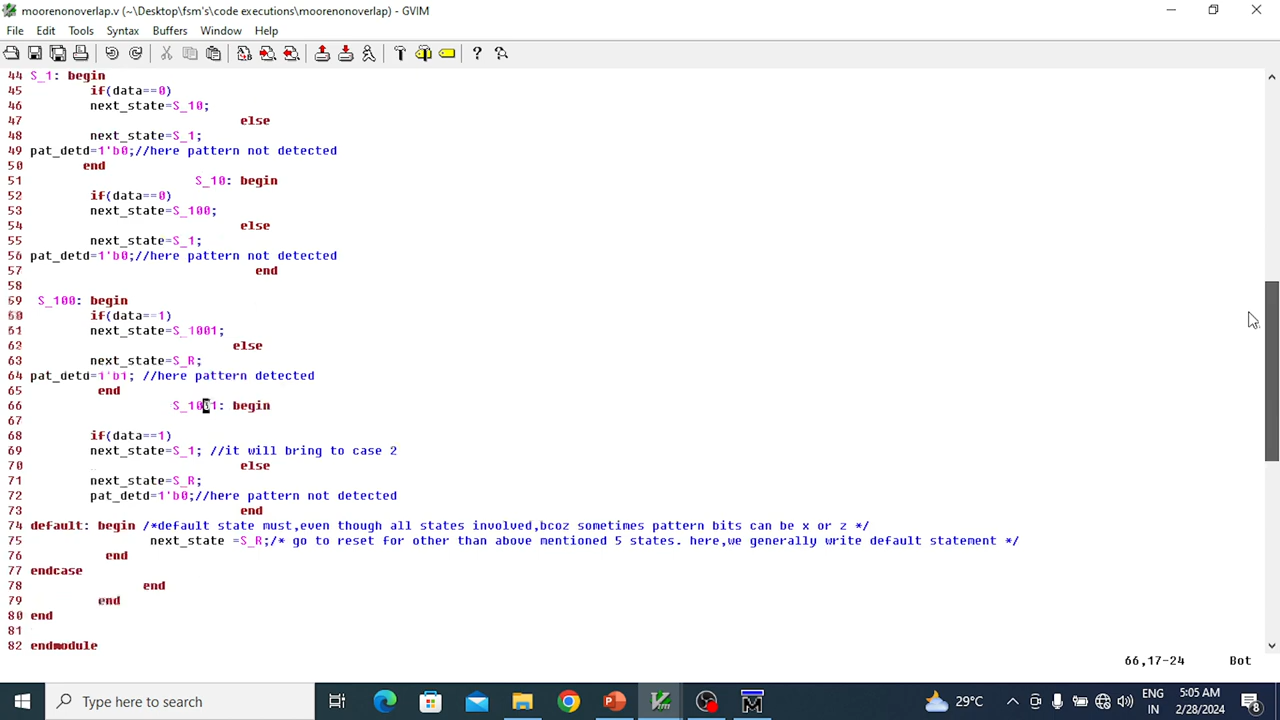 moorenonoverlap.v (~\Desktop\fsm's\code executions\moorenonoverlap) - GVIM
File Edit Tools Syntax Buffers Window Help
44 S_1: begin
45 if(data==0)
46 next_state=S_10;
47 else
48 next_state=S_1;
49 pat_detd=1'b0;//here pattern not detected
50 end
51 S_10: begin
52 if(data==0)
53 next_state=S_100;
54 else
55 next_state=S_1;
56 pat_detd=1'b0;//here pattern not detected
57 end
58
59 S_100: begin
60 if(data==1)
61 next_state=S_1001;
62 else
63 next_state=S_R;
64 pat_detd=1'b1; //here pattern detected
65 end
66 S_1001: begin
67
68 if(data==1)
69 next_state=S_1; //it will bring to case 2
70 else
71 next_state=S_R;
72 pat_detd=1'b0;//here pattern not detected
73 end
74 default: begin /*default state must,even though all states involved,bcoz sometimes pattern bits can be x or z */
75 next_state =S_R;/* go to reset for other than above mentioned 5 states. here,we generally write default statement */
76 end
77 endcase
78 end
79 end
80 end
81
82 endmodule
66,17-24 Bot
Type here to search
29°C
ENG
IN
5:05 AM
2/28/2024
8